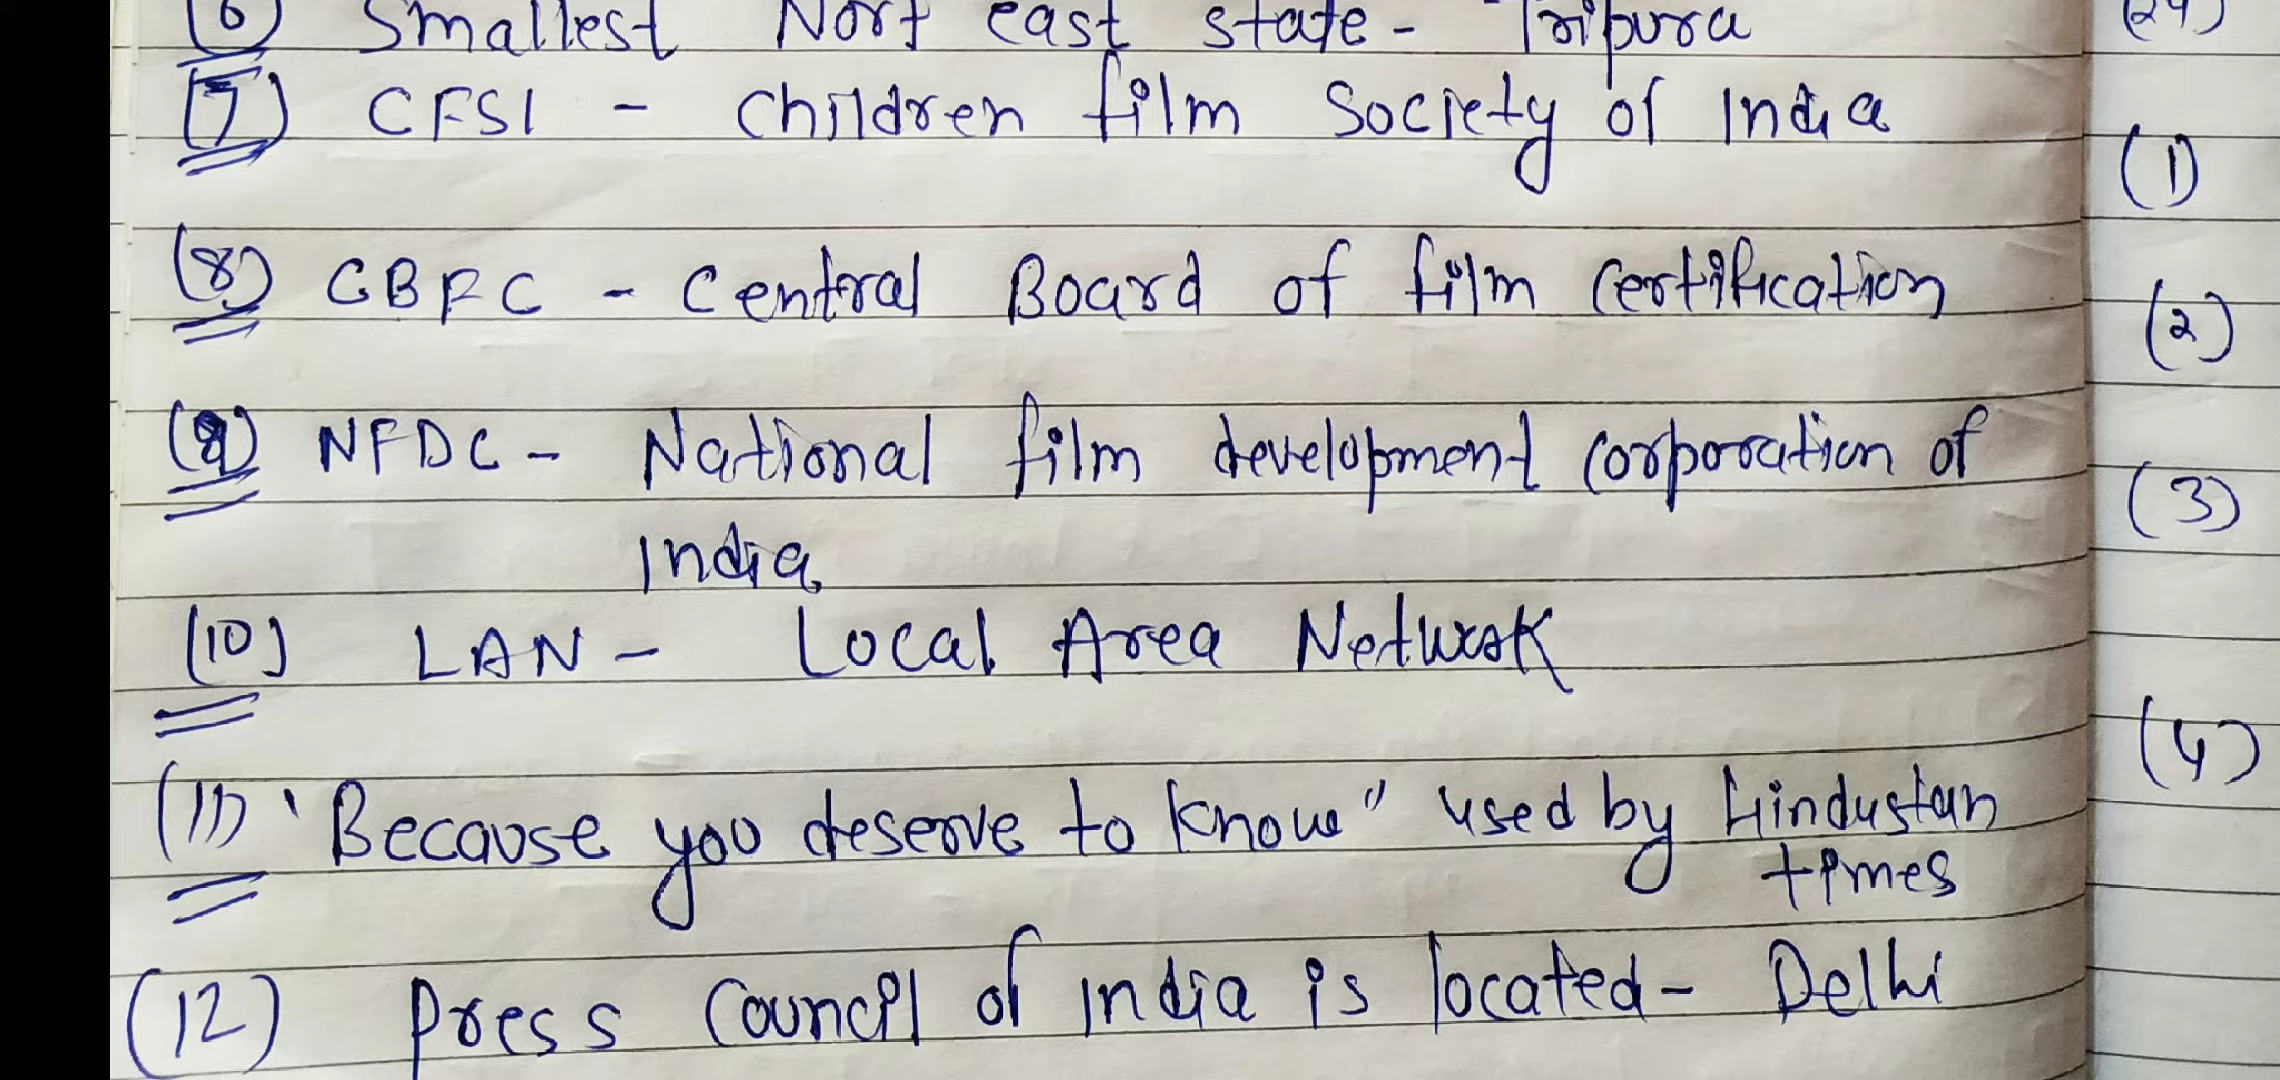 (6) Smallest Nort east state - Tripura
(7) CFSI - Children film Society of India
(8) CBFC - Central Board of film Certification
(9) NFDC - National film development corporation of
India
(10) LAN - Local Area Network
(11) 'Because you deserve to know" used by Hindustan
times
(12) Press Council of India is located - Delhi
(24)
(1)
(2)
(3)
(4)